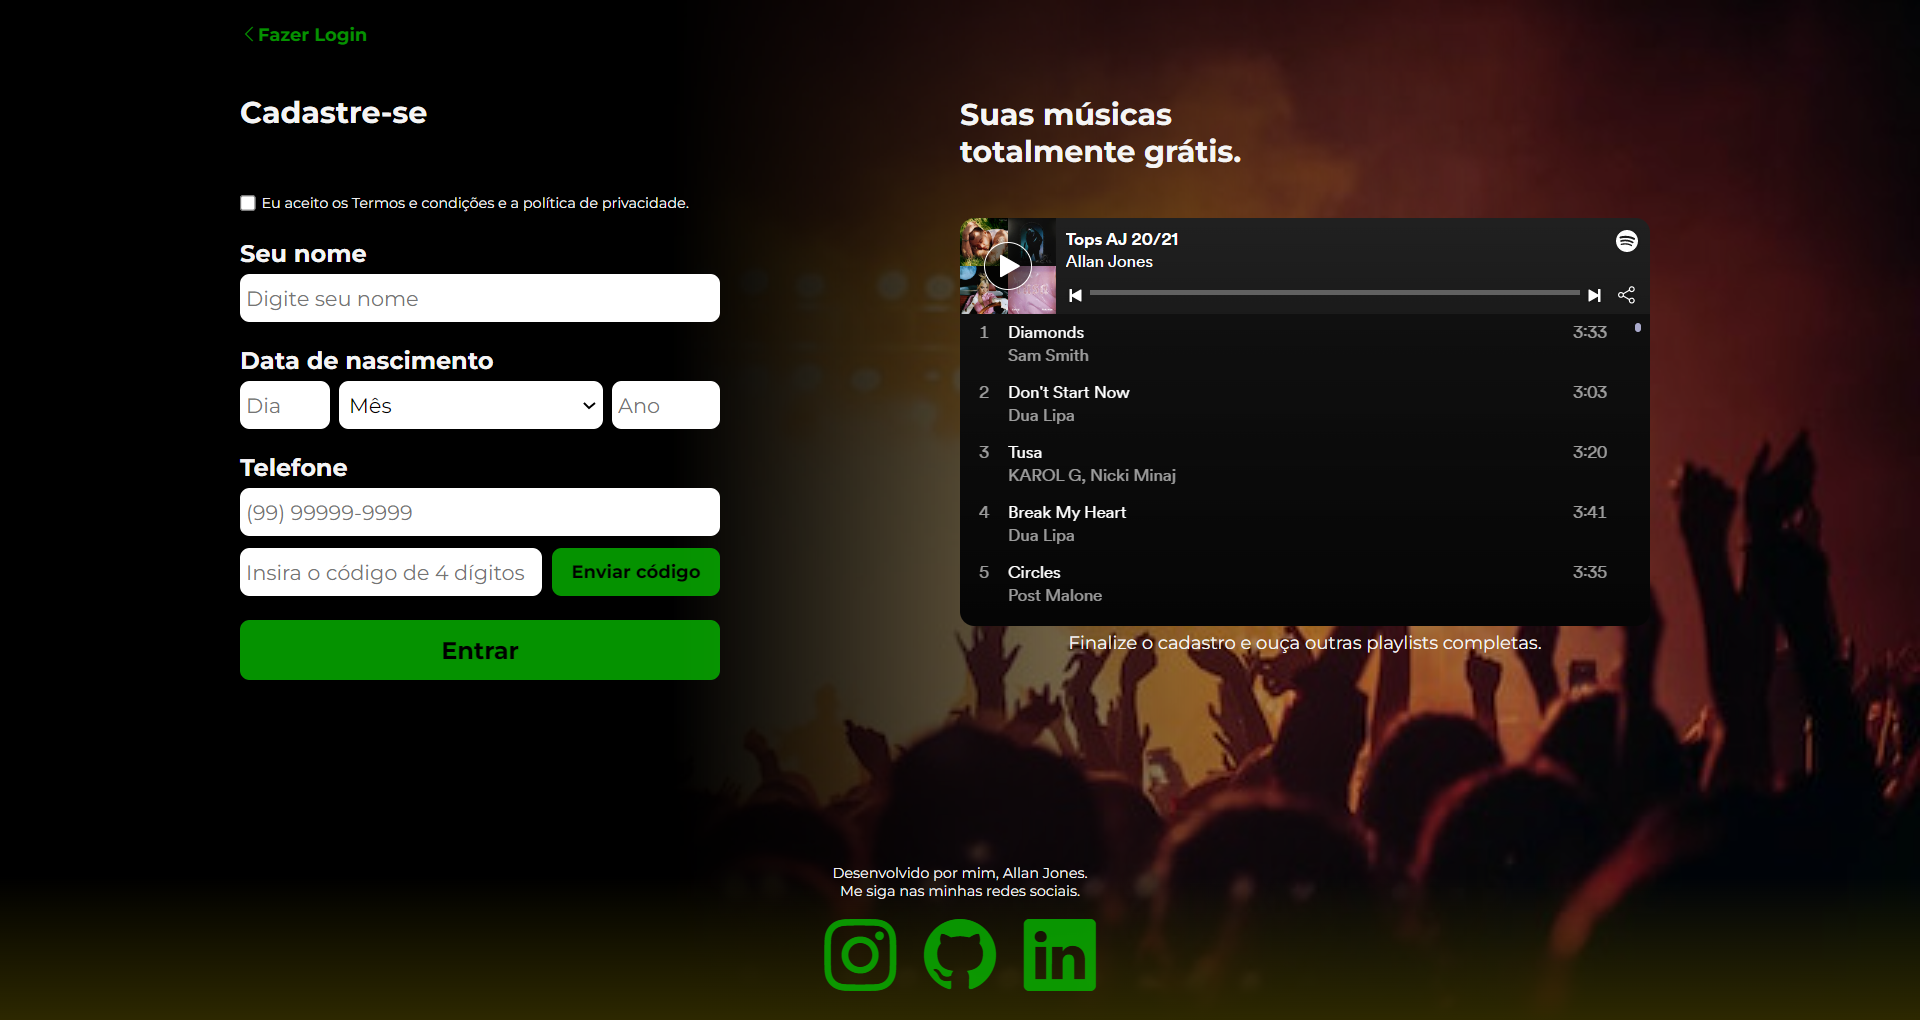 Fazer Login
Cadastre-se
Eu aceito os Termos e condições e a política de privacidade.
Seu nome
Digite seu nome
Data de nascimento
Dia
Mês
Ano
Telefone
(99) 99999-9999
Insira o código de 4 dígitos
Enviar código
Entrar
Suas músicas
totalmente grátis.
Tops AJ 20/21
Allan Jones
1 Diamonds 3:33
Sam Smith
2 Don't Start Now 3:03
Dua Lipa
3 Tusa 3:20
KAROL G, Nicki Minaj
4 Break My Heart 3:41
Dua Lipa
5 Circles 3:35
Post Malone
Finalize o cadastro e ouça outras playlists completas.
Desenvolvido por mim, Allan Jones.
Me siga nas minhas redes sociais.
in